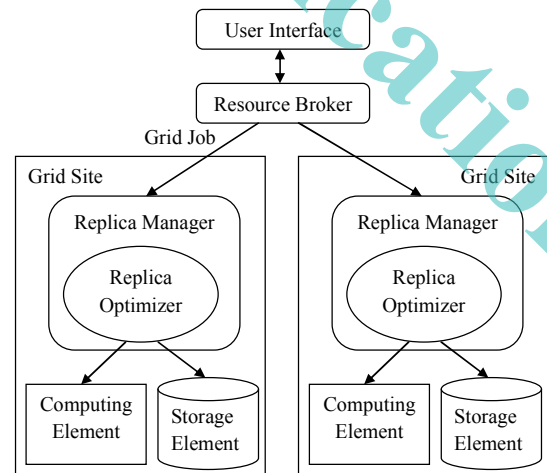 User Interface
Resource Broker
Grid Job
Grid Site
Replica Manager
Replica
Optimizer
Computing
Element
Storage
Element
Grid Site
Replica Manager
Replica
Optimizer
Computing
Element
Storage
Element